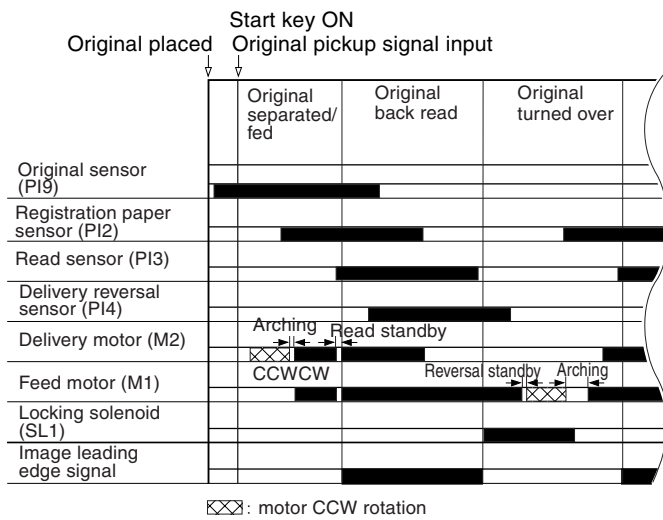 Start key ON
Original placed
Original pickup signal input
Original
separated/
fed
Original
back read
Original
turned over
Original sensor
(PI9)
Registration paper
sensor (PI2)
Read sensor (PI3)
Delivery reversal
sensor (PI4)
Arching
Read standby
Delivery motor (M2)
CCW CW
Reversal standby
Arching
Feed motor (M1)
Locking solenoid
(SL1)
Image leading
edge signal
: motor CCW rotation